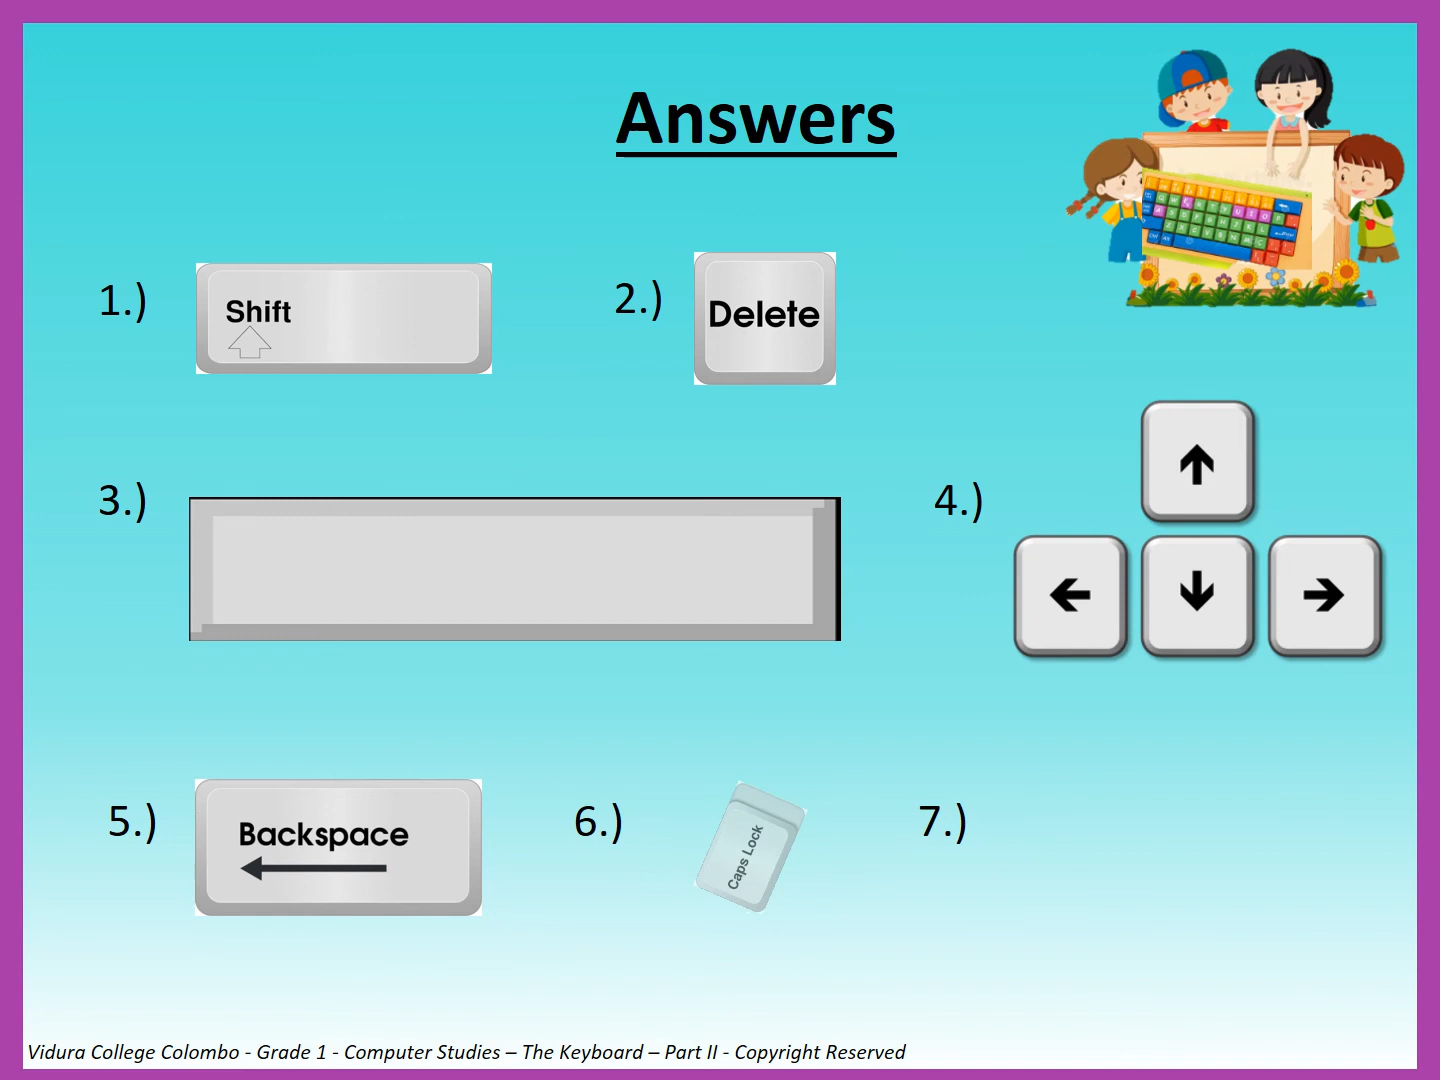 Answers
1.)
Shift
2.)
Delete
3.)
4.)
5.)
Backspace
6.)
Caps Lock
7.)
Vidura College Colombo - Grade 1 - Computer Studies – The Keyboard – Part II - Copyright Reserved